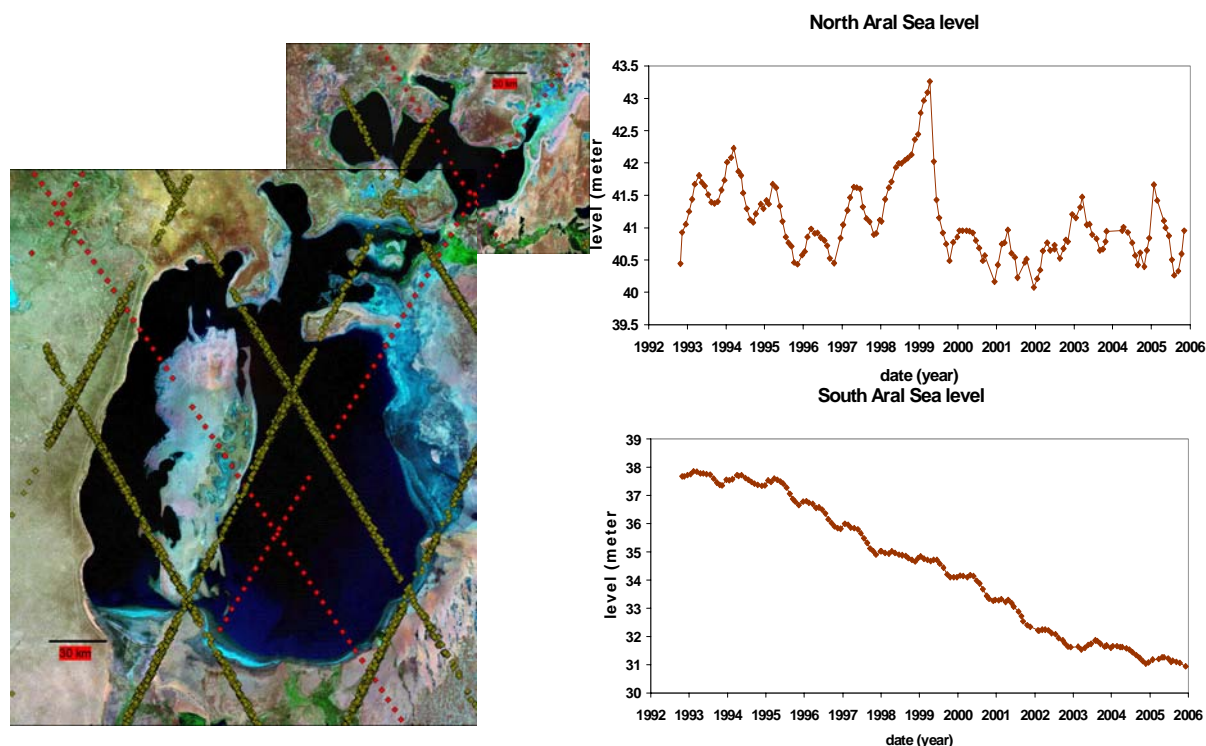 20 km
30 km
North Aral Sea level
level (meter
43.5
43
42.5
42
41.5
41
40.5
40
39.5
1992 1993 1994 1995 1996 1997 1998 1999 2000 2001 2002 2003 2004 2005 2006
date (year)
South Aral Sea level
level (meter
39
38
37
36
35
34
33
32
31
30
1992 1993 1994 1995 1996 1997 1998 1999 2000 2001 2002 2003 2004 2005 2006
date (year)